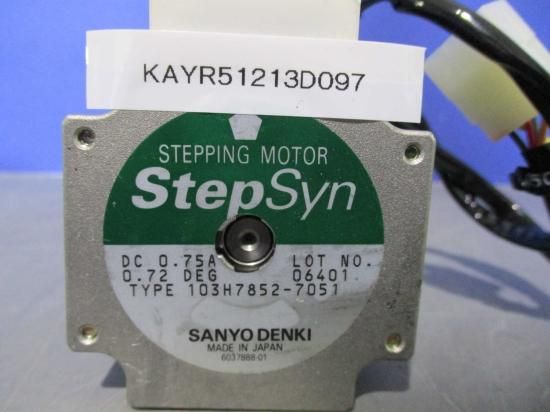 KAYR51213D097
STEPPING MOTOR
StepSyn
DC 0.75A LOT NO.
0.72 DEG 06401
TYPE 103H7852-7051
SANYO DENKI
MADE IN JAPAN
6037888-01